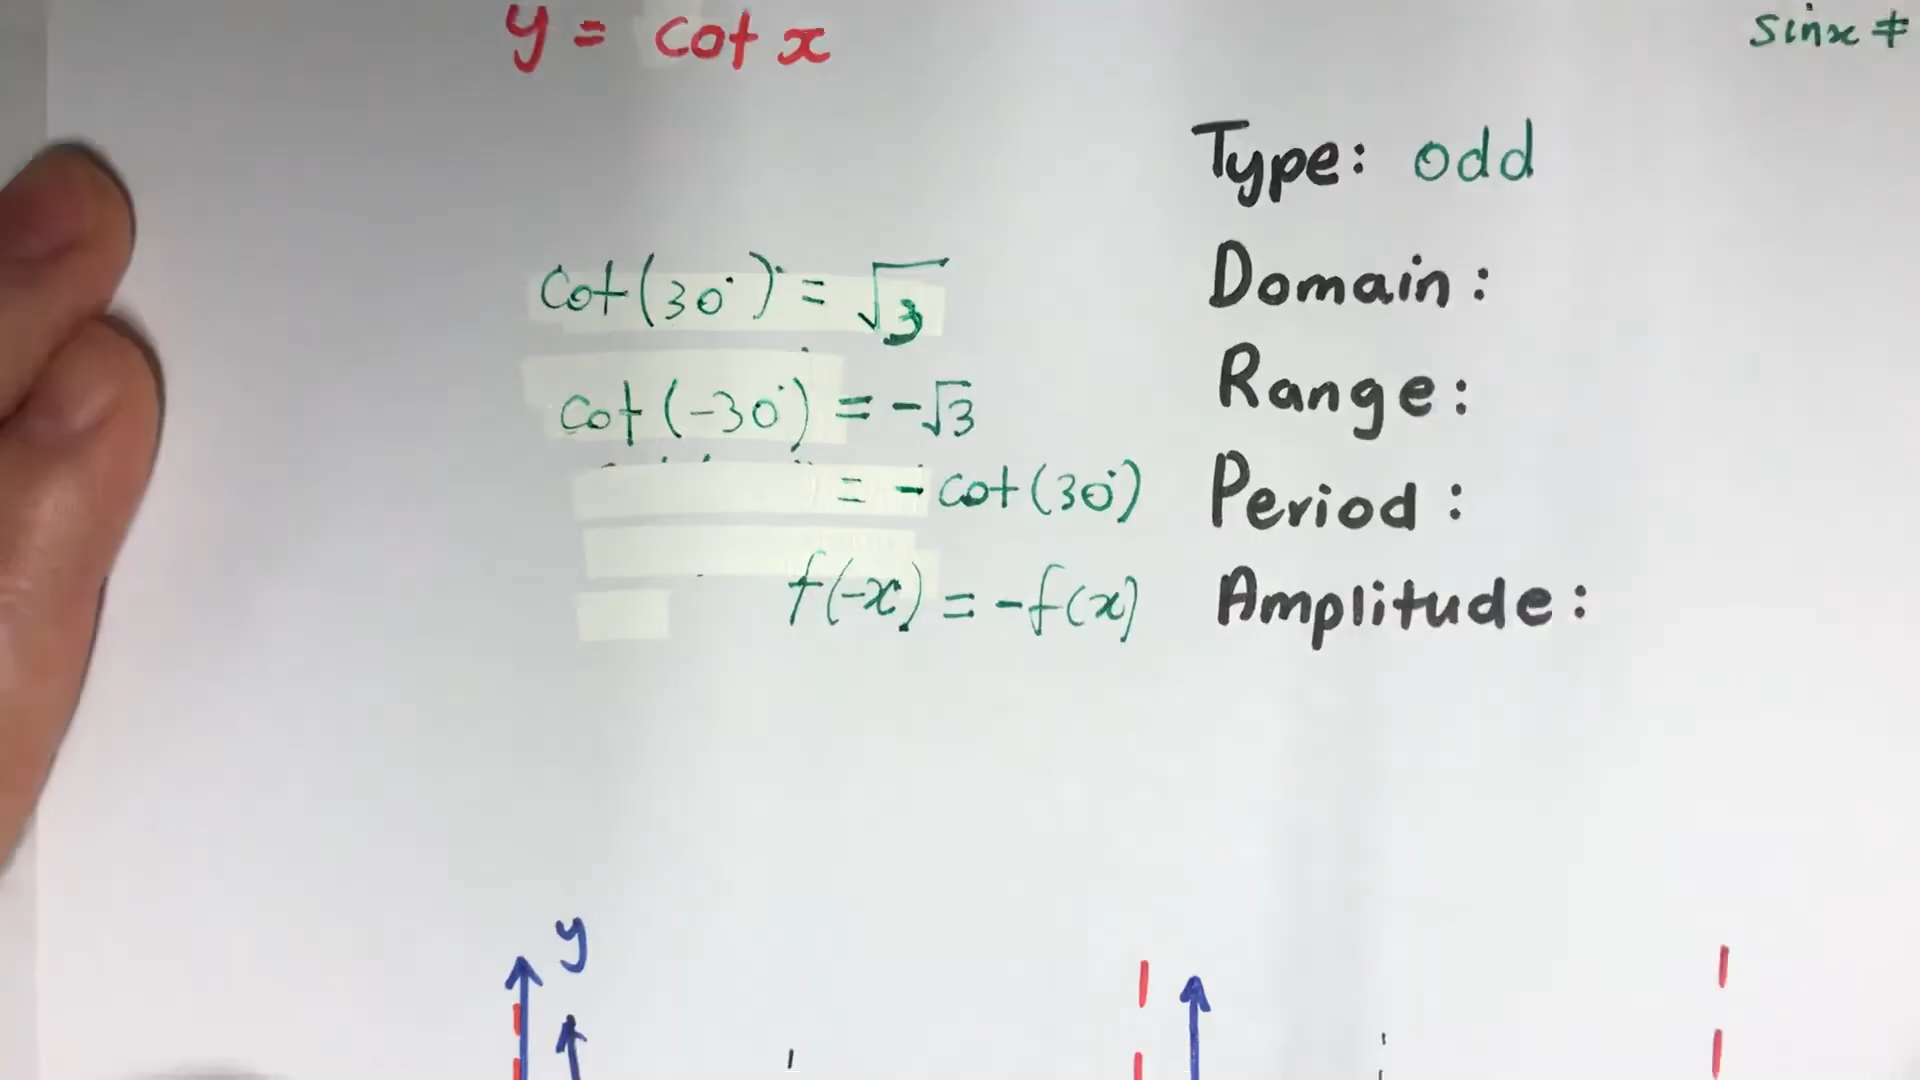 y = cot x
sinx ≠
Type: odd
Domain:
Range:
Period:
Amplitude:
cot(30°) = √3
cot(-30°) = -√3
= -cot(30°)
f(-x) = -f(x)
y